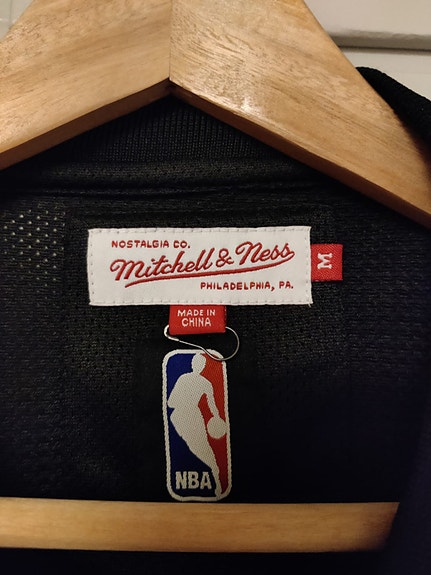 NOSTALGIA CO.
Mitchell & Ness
PHILADELPHIA, PA.
M
MADE IN
CHINA
NBA